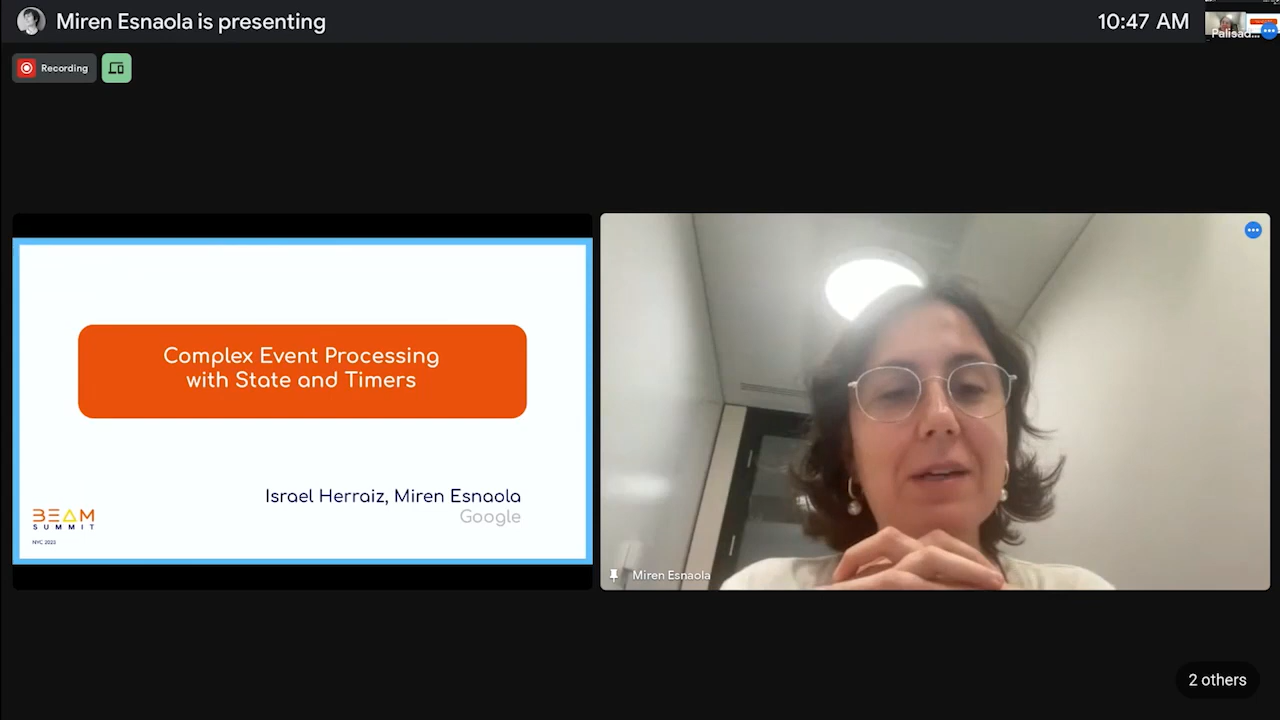 Miren Esnaola is presenting
10:47 AM
Palisad...
Recording
Complex Event Processing
with State and Timers
Israel Herraiz, Miren Esnaola
Google
BEAM
SUMMIT
NYC 2023
Miren Esnaola
2 others